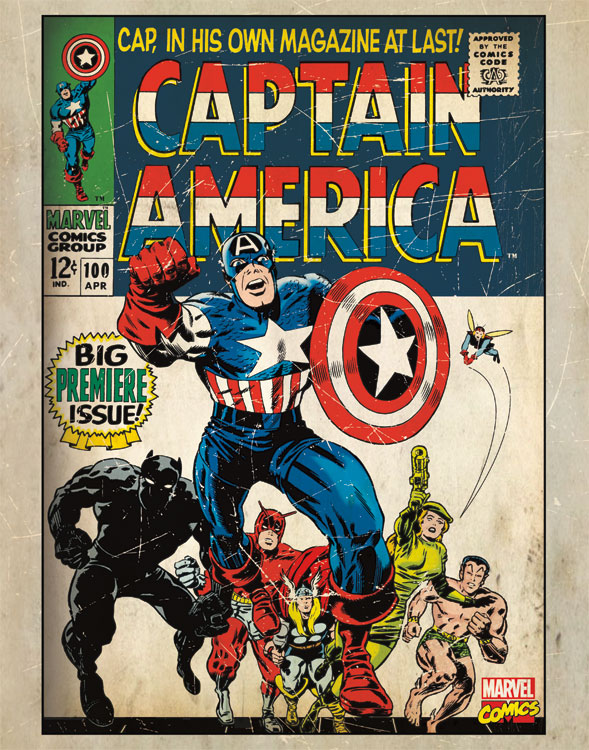 CAP, IN HIS OWN MAGAZINE AT LAST!
APPROVED
BY THE
COMICS
CODE
CA
AUTHORITY
CAPTAIN
AMERICA
TM
TM
MARVEL
COMICS
GROUP
12¢ 100
IND. APR
BIG
PREMIERE
ISSUE!
A
MARVEL
COMICS